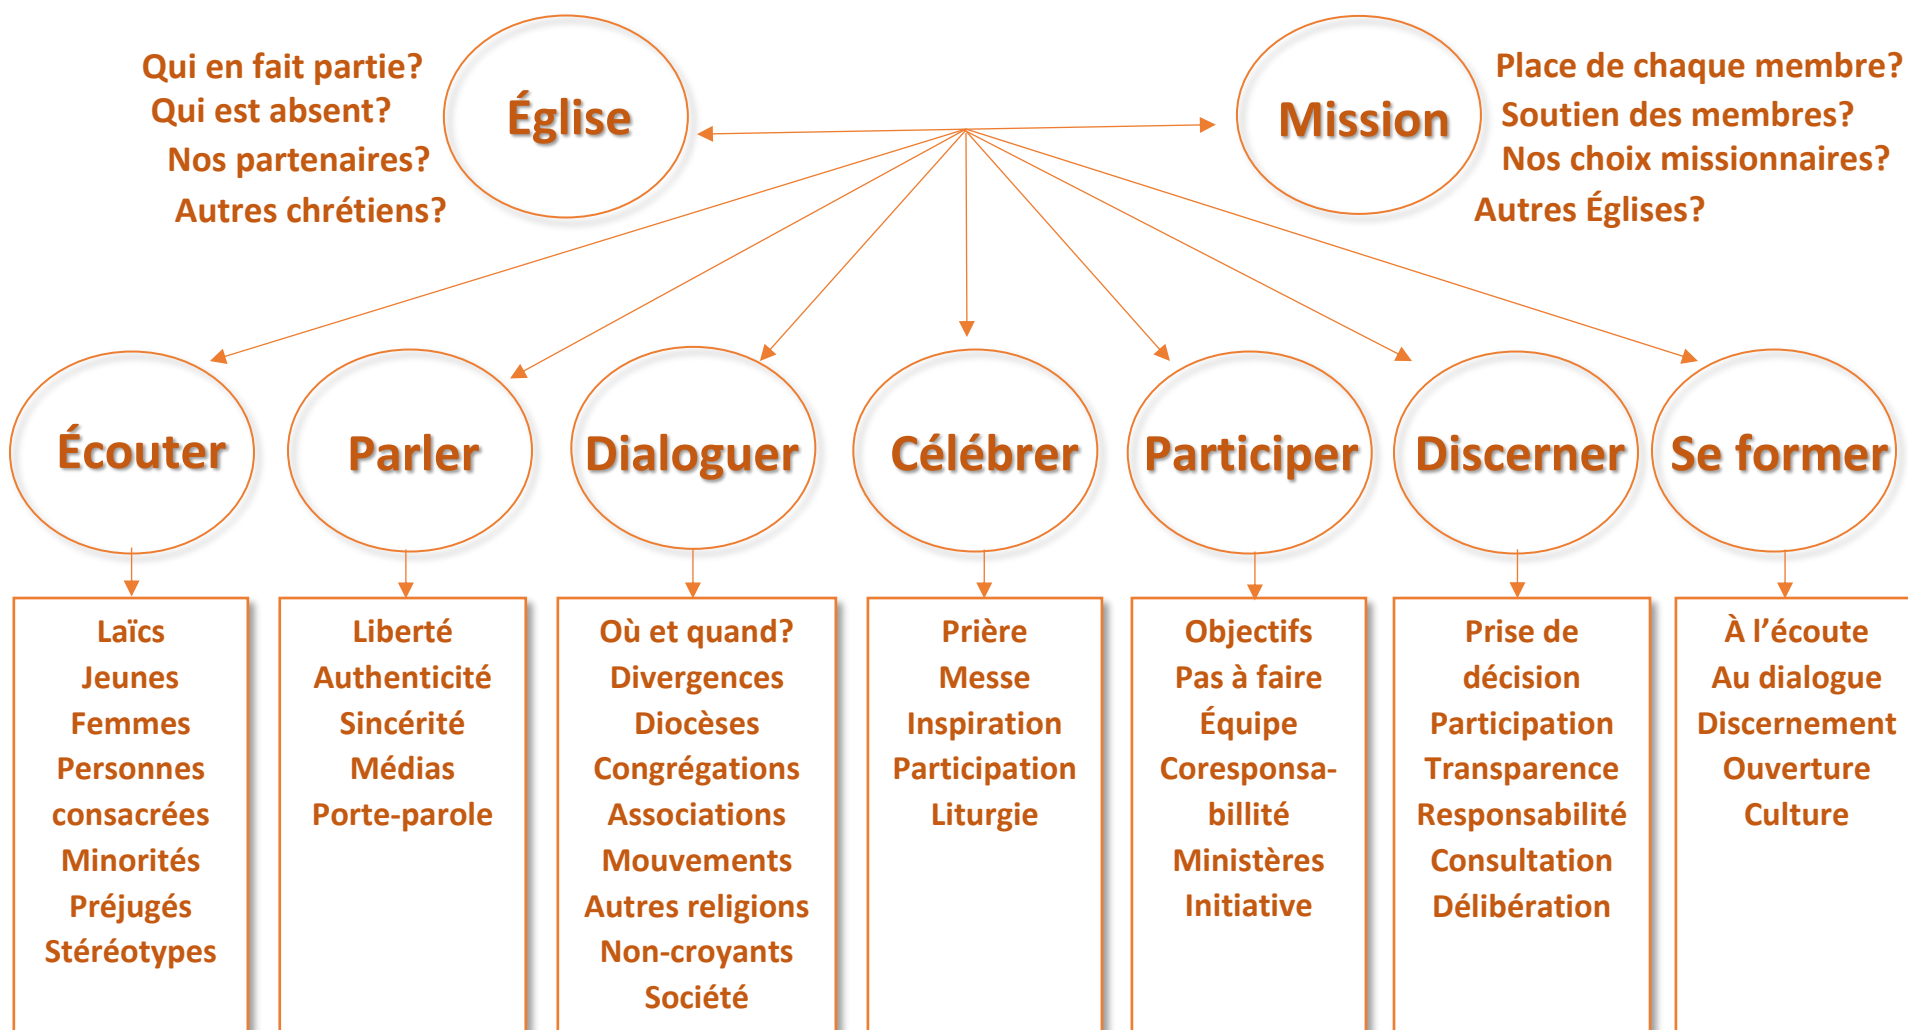 Qui en fait partie?
Qui est absent?
Nos partenaires?
Autres chrétiens?
Église
Mission
Place de chaque membre?
Soutien des membres?
Nos choix missionnaires?
Autres Églises?
Écouter
Parler
Dialoguer
Célébrer
Participer
Discerner
Se former
Laïcs
Jeunes
Femmes
Personnes
consacrées
Minorités
Préjugés
Stéréotypes
Liberté
Authenticité
Sincérité
Médias
Porte-parole
Où et quand?
Divergences
Diocèses
Congrégations
Associations
Mouvements
Autres religions
Non-croyants
Société
Prière
Messe
Inspiration
Participation
Liturgie
Objectifs
Pas à faire
Équipe
Coresponsa-
billité
Ministères
Initiative
Prise de
décision
Participation
Transparence
Responsabilité
Consultation
Délibération
À l’écoute
Au dialogue
Discernement
Ouverture
Culture